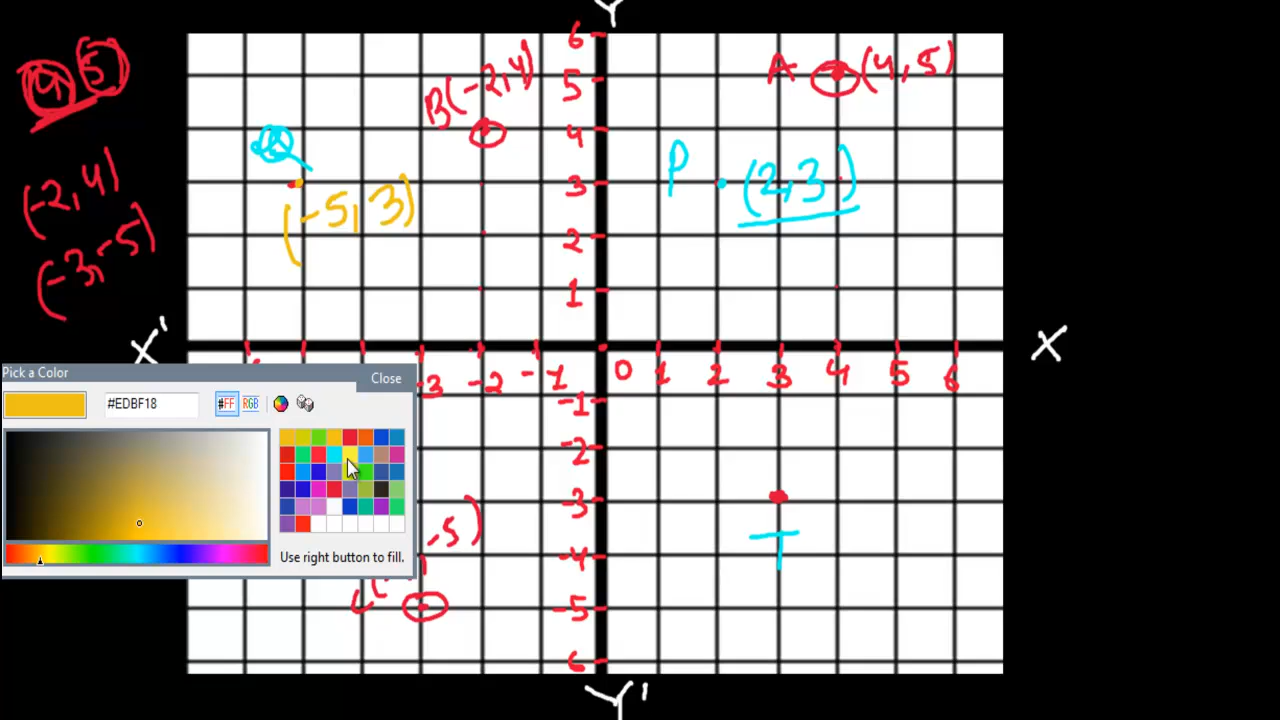 Y
6
4 5
A (4,5)
5
B(-2,4)
4
P (2,3)
3
(-2,4)
(-5,3)
2
(-3,-5)
1
X' X
-3 -2 -1 0 1 2 3 4 5 6
Pick a Color
Close
#EDBF18
#FF RGB
-1
-2
-3
T
-5)
-4
Use right button to fill.
-5
6
Y'